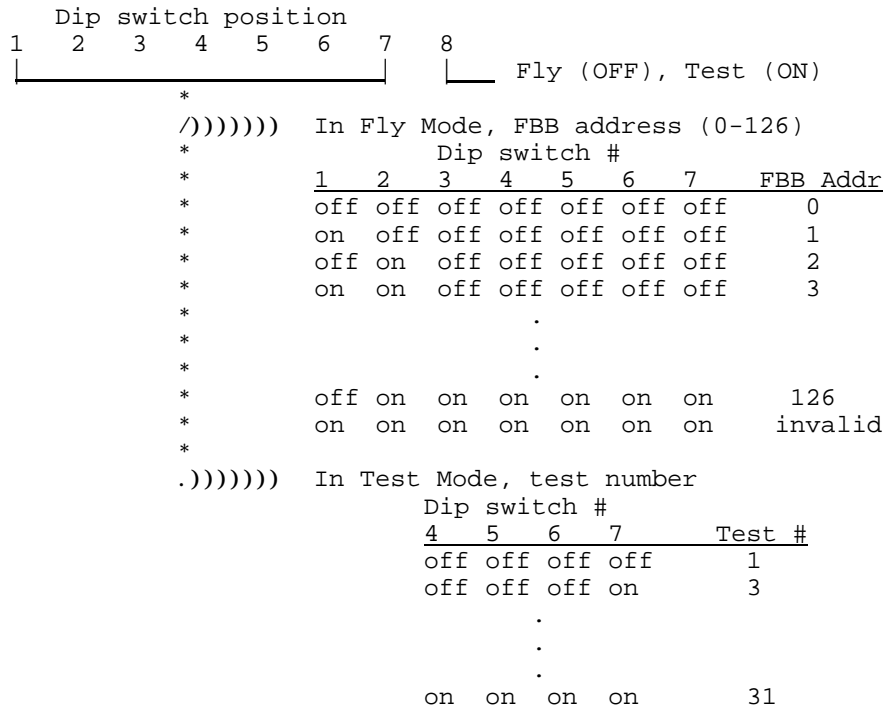 Dip switch position
1 2 3 4 5 6 7 8
Fly (OFF), Test (ON)
*
/))))))) In Fly Mode, FBB address (0-126)
* Dip switch #
* 1 2 3 4 5 6 7 FBB Addr
* off off off off off off off 0
* on off off off off off off 1
* off on off off off off off 2
* on on off off off off off 3
* .
* .
* .
* off on on on on on on 126
* on on on on on on on invalid
*
.))))))) In Test Mode, test number
Dip switch #
4 5 6 7 Test #
off off off off 1
off off off on 3
.
.
.
on on on on 31